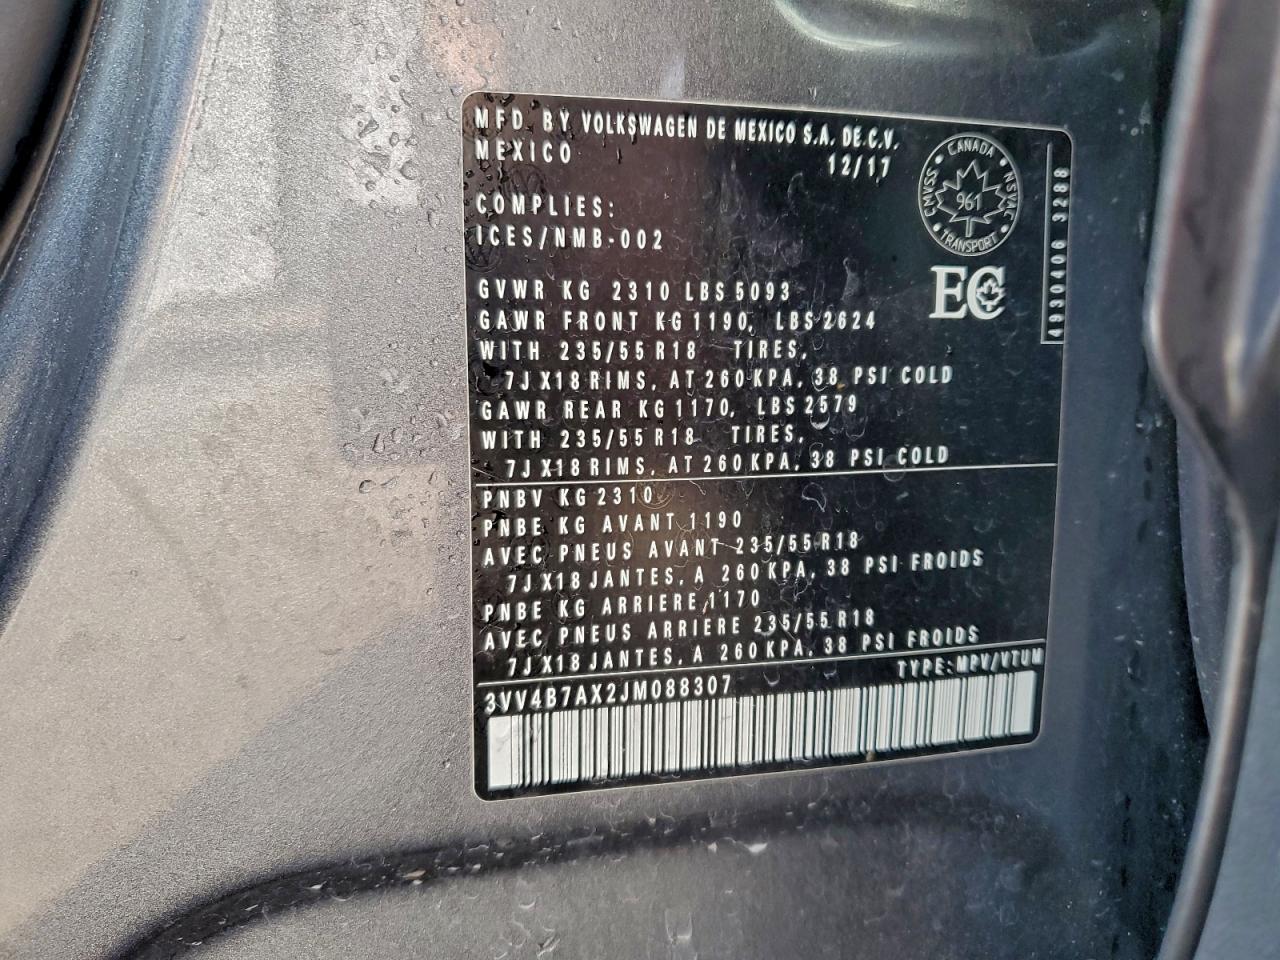 MFD. BY VOLKSWAGEN DE MEXICO S.A. DE C.V.
MEXICO 12/17
CANADA
CMVSS
961
NSVAC
TRANSPORT
4930406 3288
COMPLIES:
ICES/NMB-002
EC
GVWR KG 2310 LBS 5093
GAWR FRONT KG 1190, LBS 2624
WITH 235/55 R18 TIRES,
7J X18 RIMS, AT 260 KPA, 38 PSI COLD
GAWR REAR KG 1170, LBS 2579
WITH 235/55 R18 TIRES,
7J X18 RIMS, AT 260 KPA, 38 PSI COLD
PNBV KG 2310
PNBE KG AVANT 1190
AVEC PNEUS AVANT 235/55 R18
7J X18 JANTES, A 260 KPA, 38 PSI FROIDS
PNBE KG ARRIERE 1170
AVEC PNEUS ARRIERE 235/55 R18
7J X18 JANTES, A 260 KPA, 38 PSI FROIDS
3VV4B7AX2JM088307 TYPE: MPV/VTUM